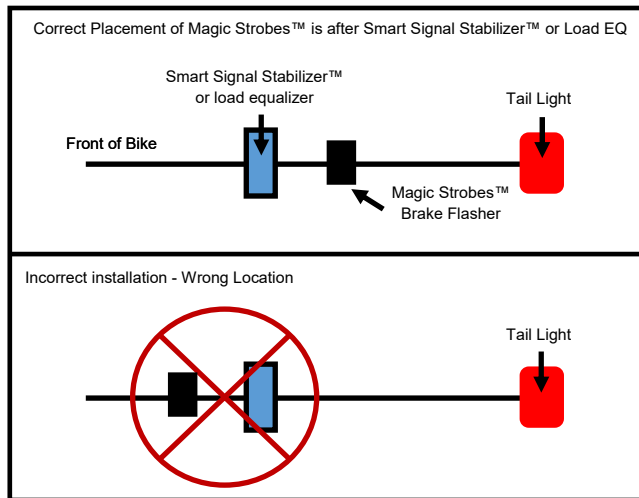 Correct Placement of Magic Strobes™ is after Smart Signal Stabilizer™ or Load EQ
Smart Signal Stabilizer™
or load equalizer
Tail Light
Front of Bike
Magic Strobes™
Brake Flasher
Incorrect installation - Wrong Location
Tail Light